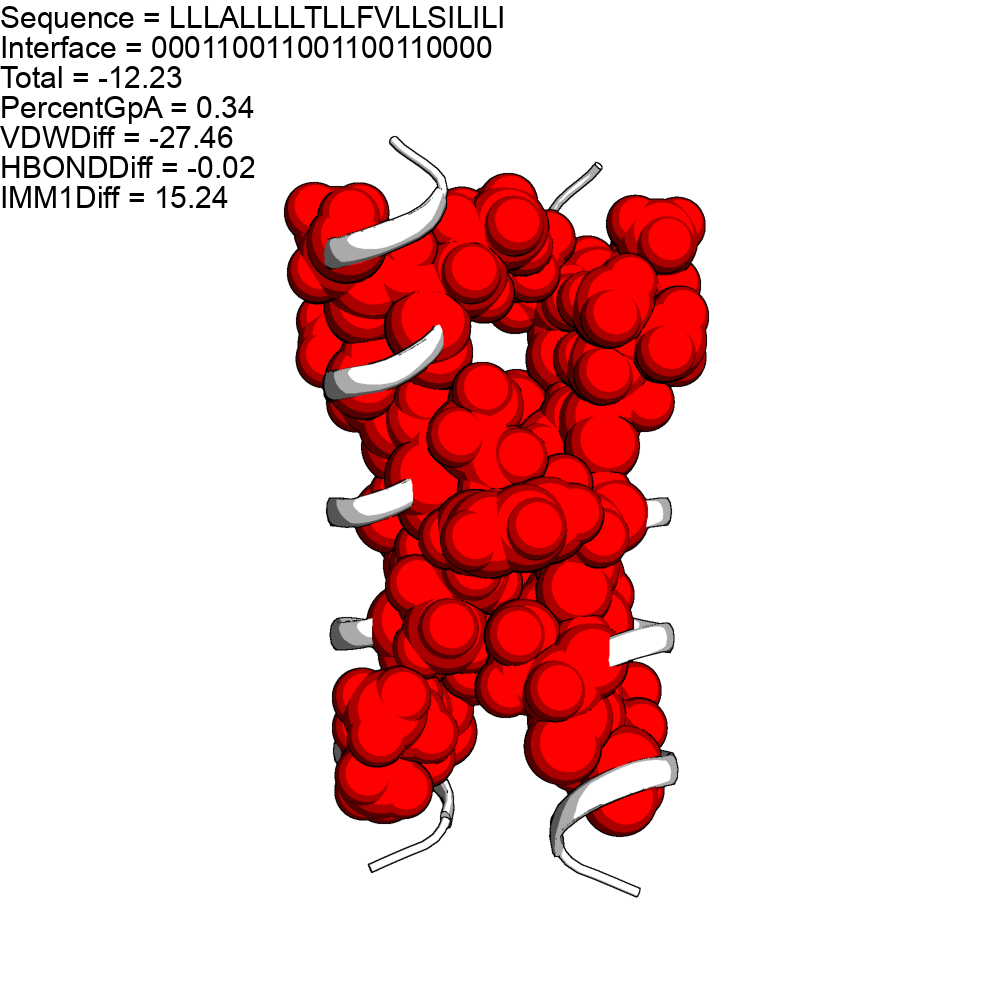 Sequence = LLLALLLLTLLFVLLSILILI
Interface = 000110011001100110000
Total = -12.23
PercentGpA = 0.34
VDWDiff = -27.46
HBONDDiff = -0.02
IMM1Diff = 15.24